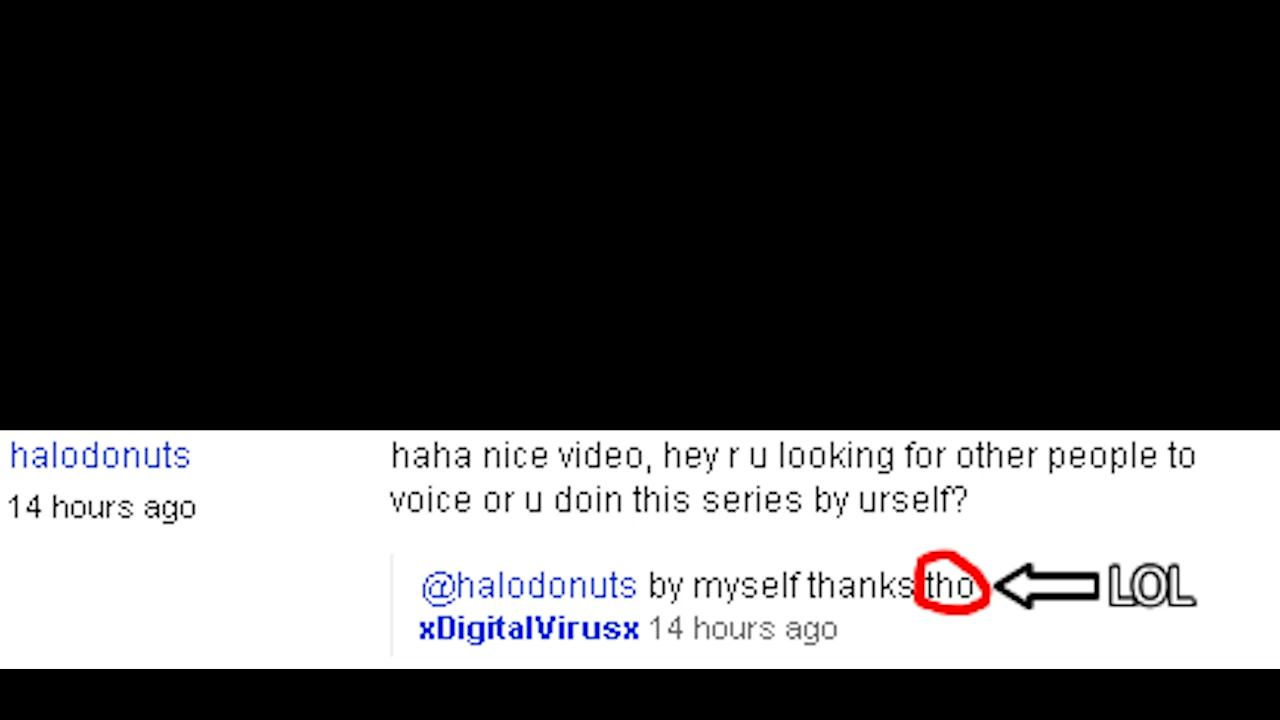 halodonuts
haha nice video, hey r u looking for other people to
14 hours ago
voice or u doin this series by urself?
@halodonuts by myself thanks tho LOL
xDigitalVirusx 14 hours ago